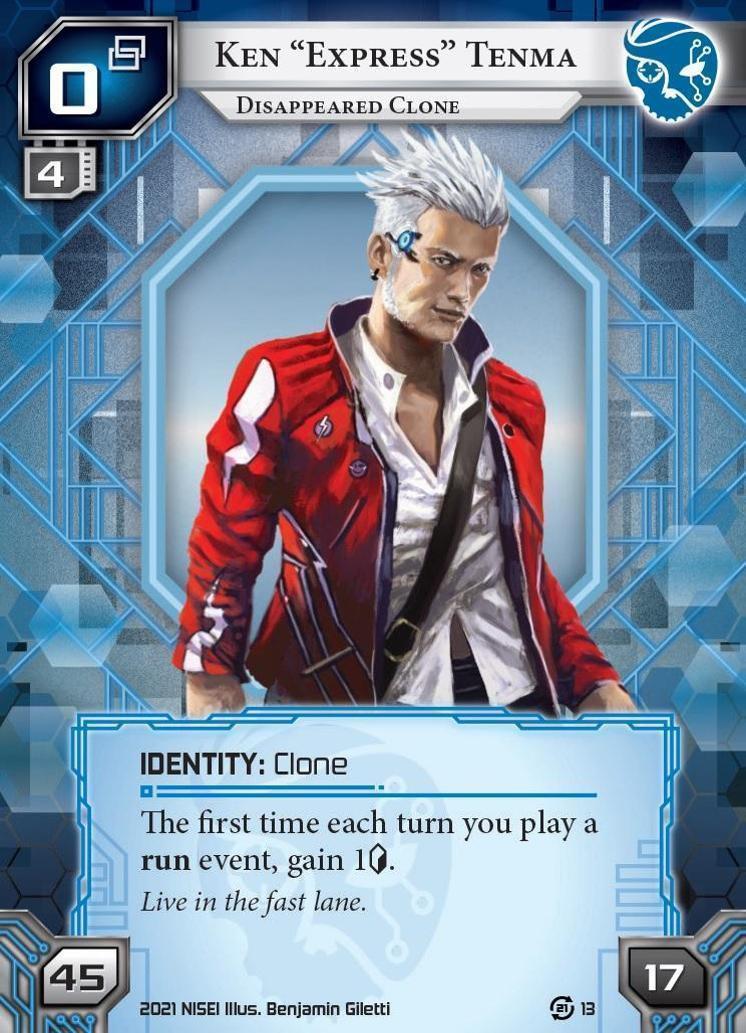 0
KEN “EXPRESS” TENMA
DISAPPEARED CLONE
4
IDENTITY: Clone
The first time each turn you play a
run event, gain 1.
Live in the fast lane.
45
17
2021 NISEI Illus. Benjamin Giletti
21 13